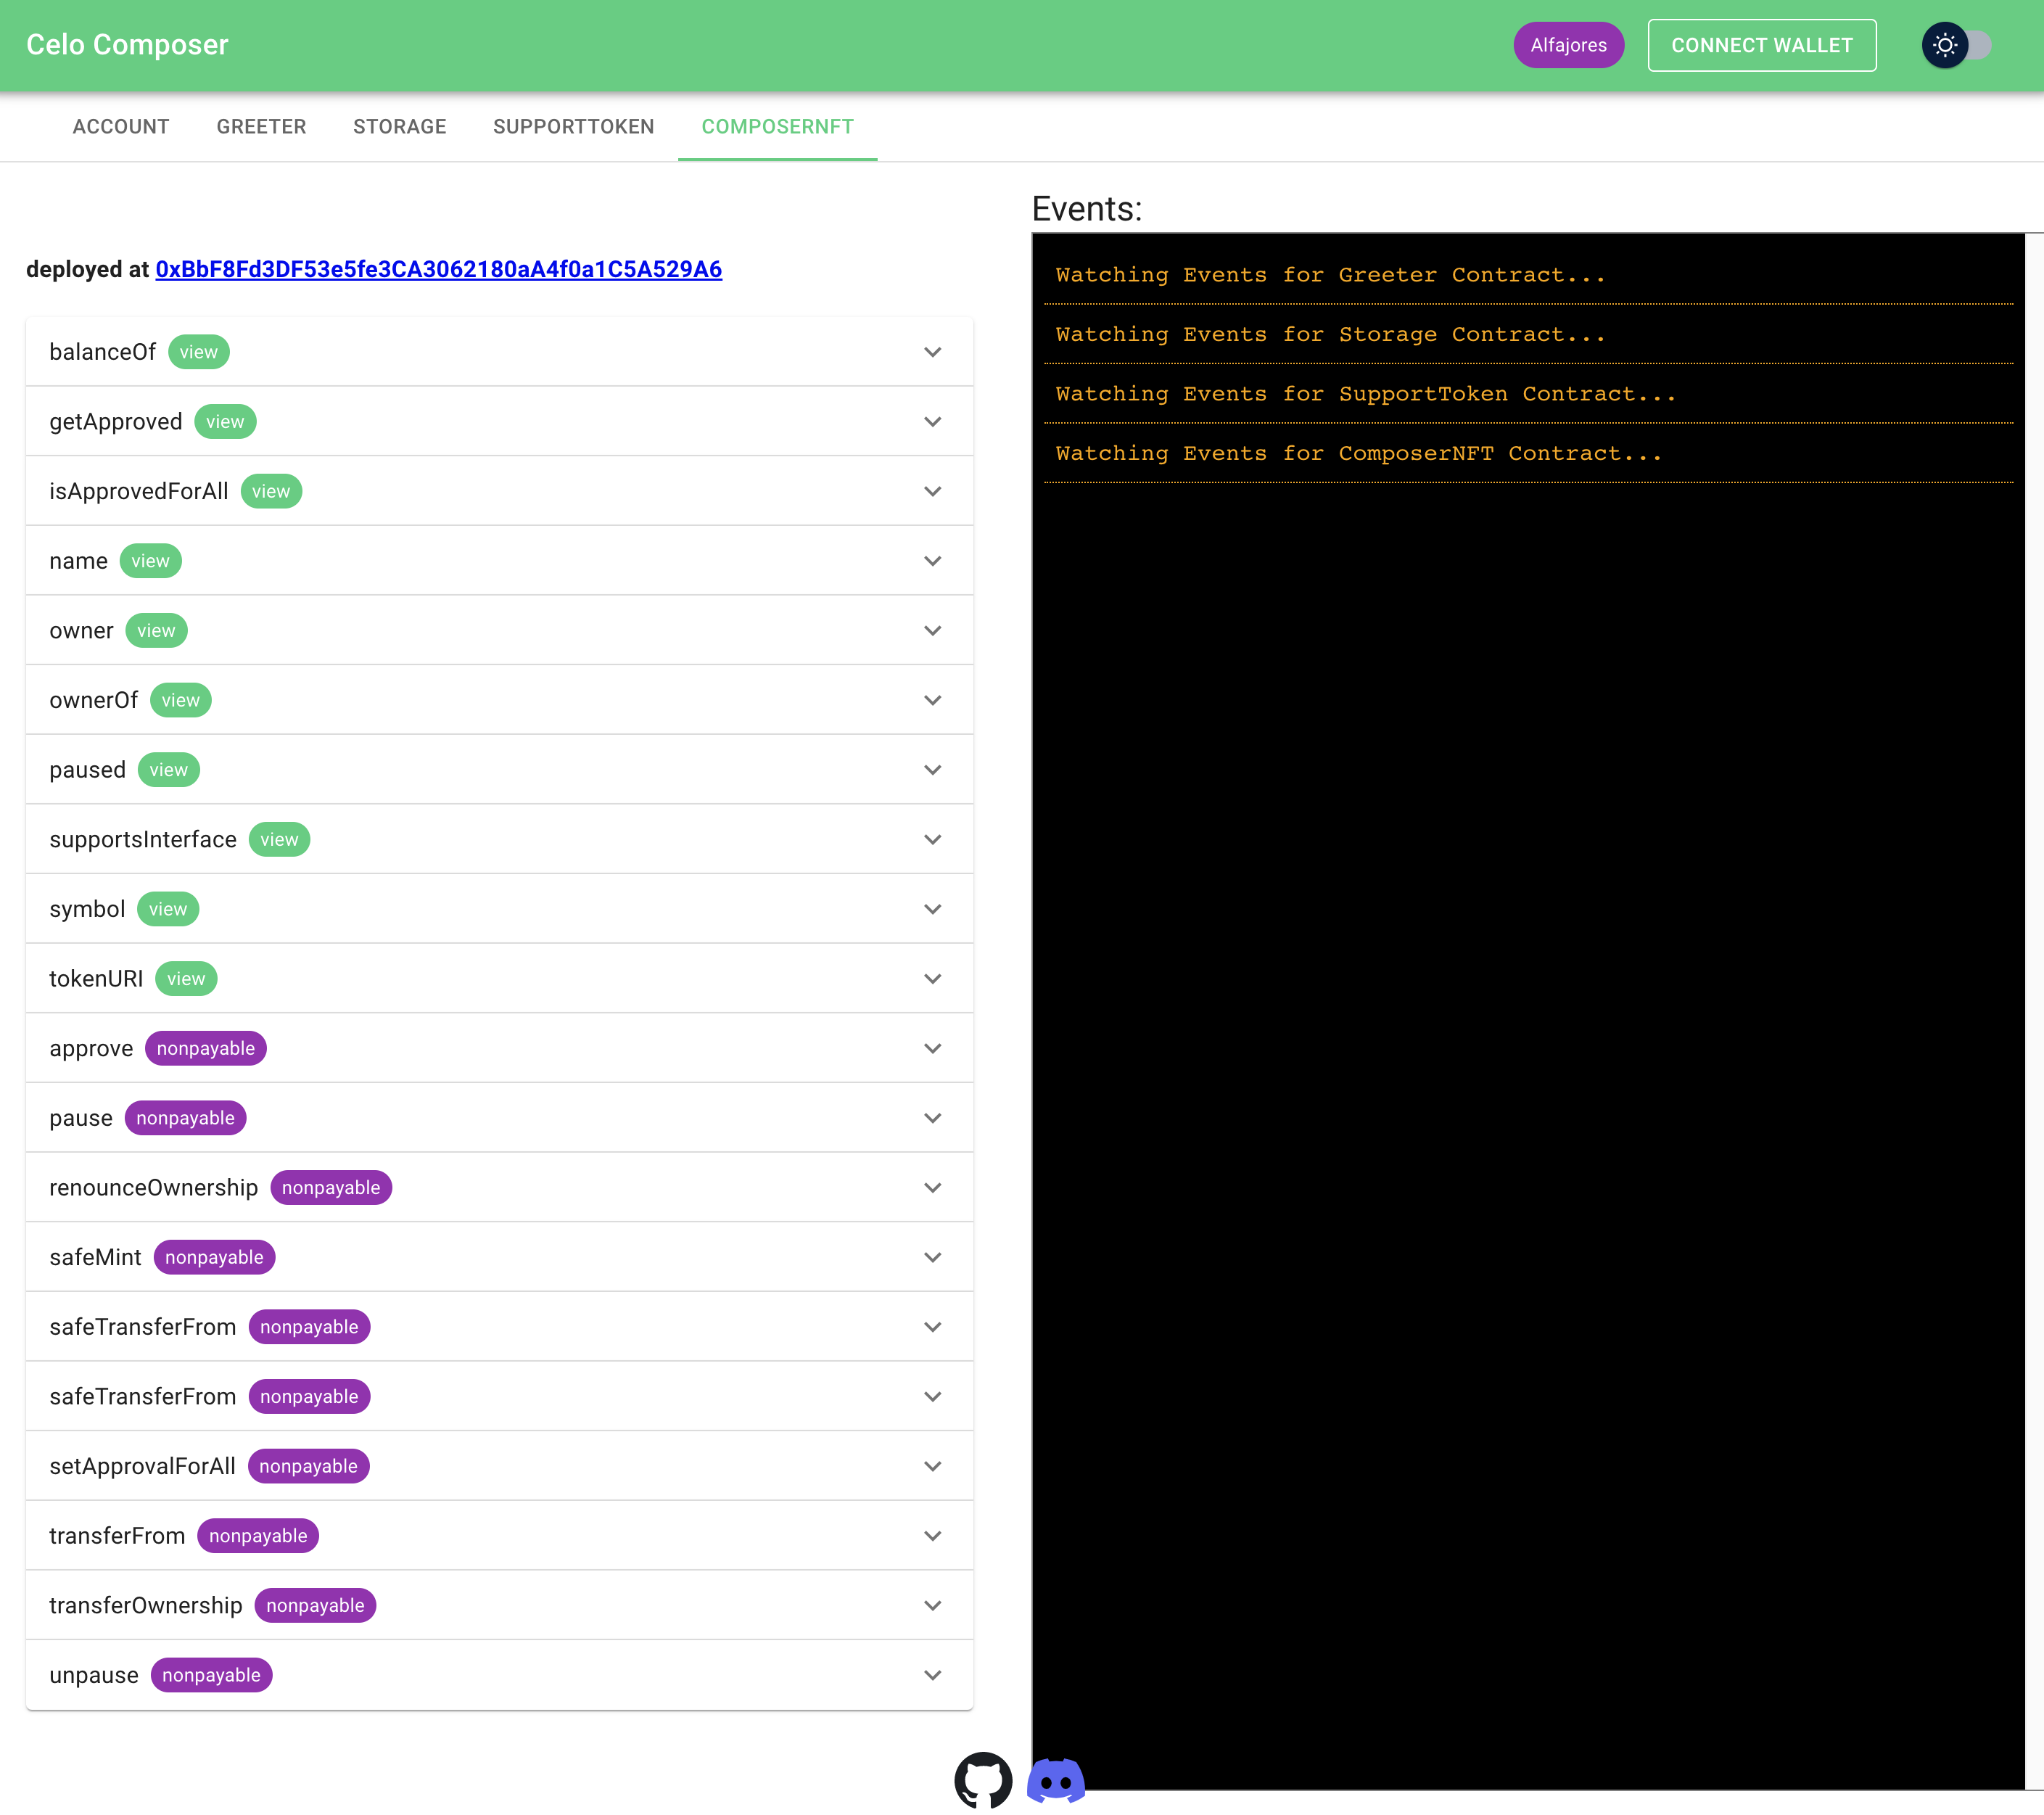 Celo Composer
Alfajores
CONNECT WALLET
ACCOUNT GREETER STORAGE SUPPORTTOKEN COMPOSERNFT
deployed at 0xBbF8Fd3DF53e5fe3CA3062180aA4f0a1C5A529A6
balanceOf view
getApproved view
isApprovedForAll view
name view
owner view
ownerOf view
paused view
supportsInterface view
symbol view
tokenURI view
approve nonpayable
pause nonpayable
renounceOwnership nonpayable
safeMint nonpayable
safeTransferFrom nonpayable
safeTransferFrom nonpayable
setApprovalForAll nonpayable
transferFrom nonpayable
transferOwnership nonpayable
unpause nonpayable
Events:
Watching Events for Greeter Contract...
Watching Events for Storage Contract...
Watching Events for SupportToken Contract...
Watching Events for ComposerNFT Contract...